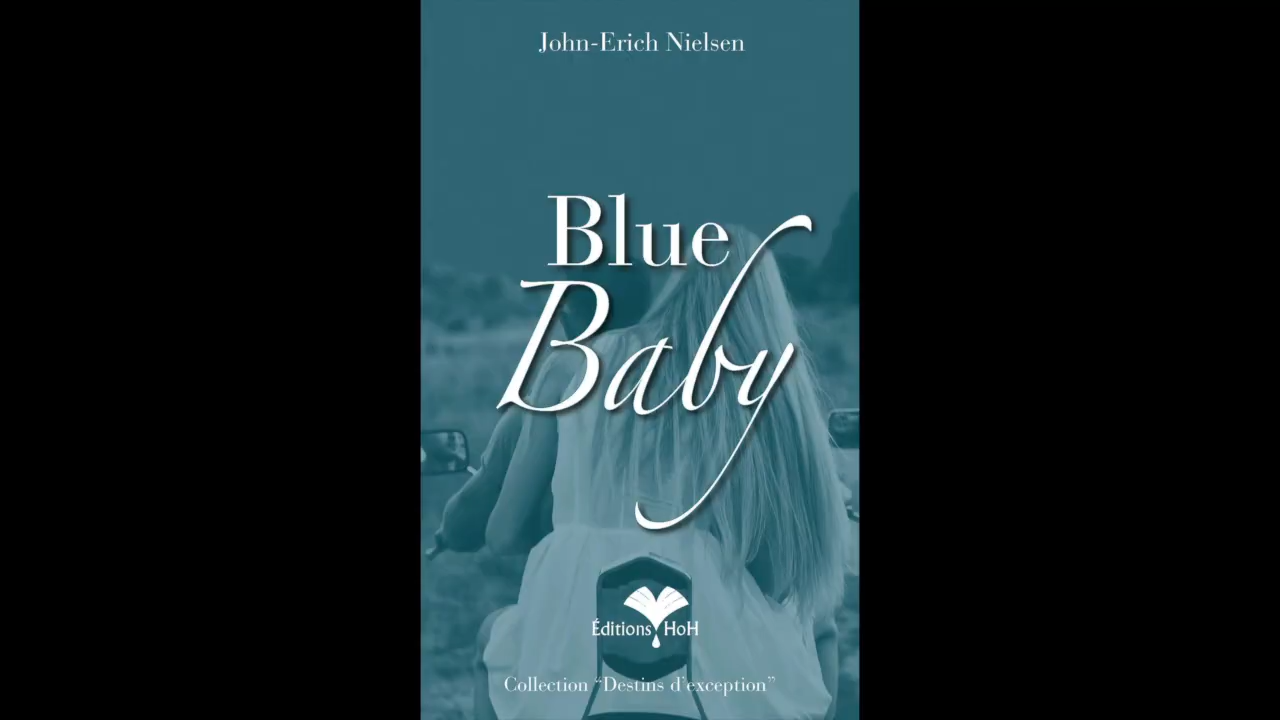 John-Erich Nielsen
Blue
Baby
Éditions HoH
Collection “Destins d’exception”